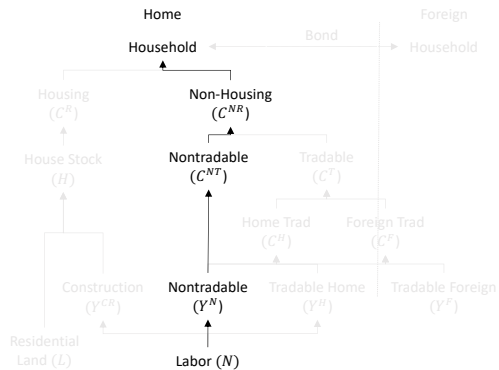 Home
Foreign
Household
Bond
Household
Housing
(C^R)
Non-Housing
(C^NR)
House Stock
(H)
Nontradable
(C^NT)
Tradable
(C^T)
Home Trad
(C^H)
Foreign Trad
(C^F)
Construction
(Y^CR)
Nontradable
(Y^N)
Tradable Home
(Y^H)
Tradable Foreign
(Y^F)
Residential
Land (L)
Labor (N)